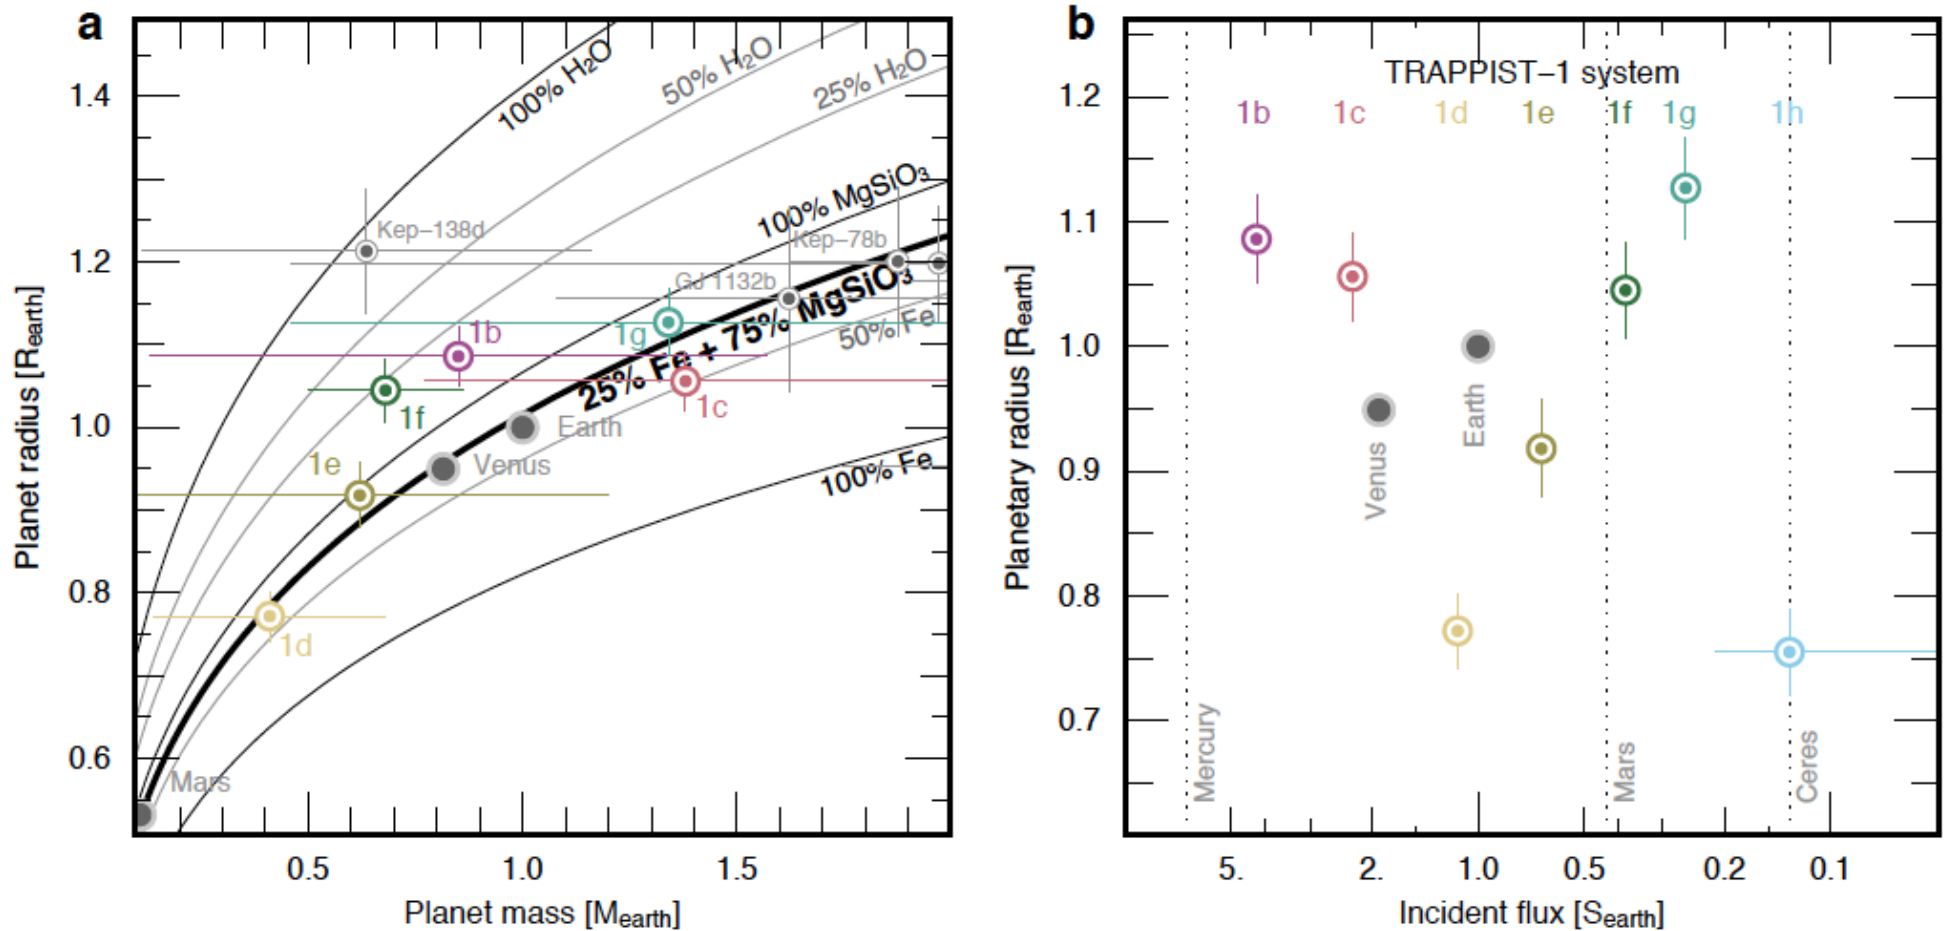 a
100% H₂O
50% H₂O
25% H₂O
100% MgSiO₃
Kep–138d
Kep–78b
GJ 1132b
25% Fe + 75% MgSiO₃
50% Fe
100% Fe
1b
1g
1f
1c
1e
1d
Earth
Venus
Mars
1.4
1.2
1.0
0.8
0.6
Planet radius [Rearth]
0.5
1.0
1.5
Planet mass [Mearth]
b
TRAPPIST–1 system
1b
1c
1d
1e
1f
1g
1h
Venus
Earth
Mercury
Mars
Ceres
1.2
1.1
1.0
0.9
0.8
0.7
Planetary radius [Rearth]
5.
2.
1.0
0.5
0.2
0.1
Incident flux [Searth]